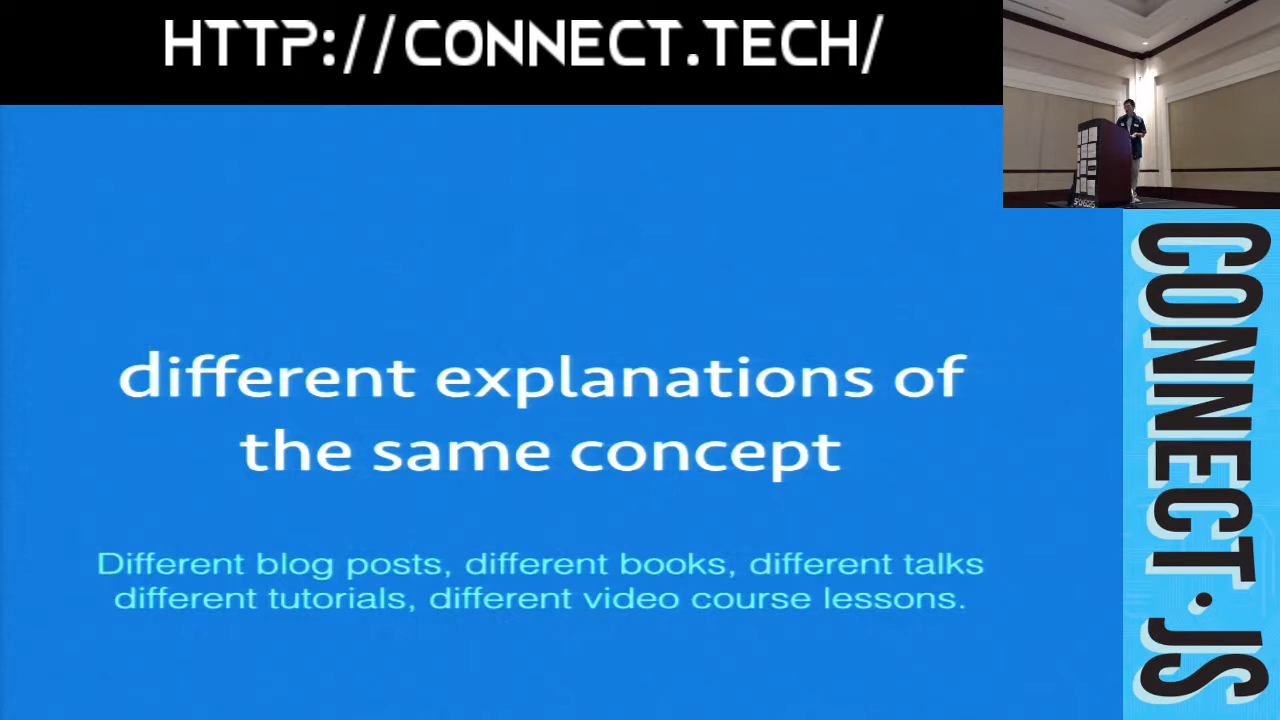 HTTP://CONNECT.TECH/
different explanations of
the same concept
Different blog posts, different books, different talks
different tutorials, different video course lessons.
CONNECT.JS